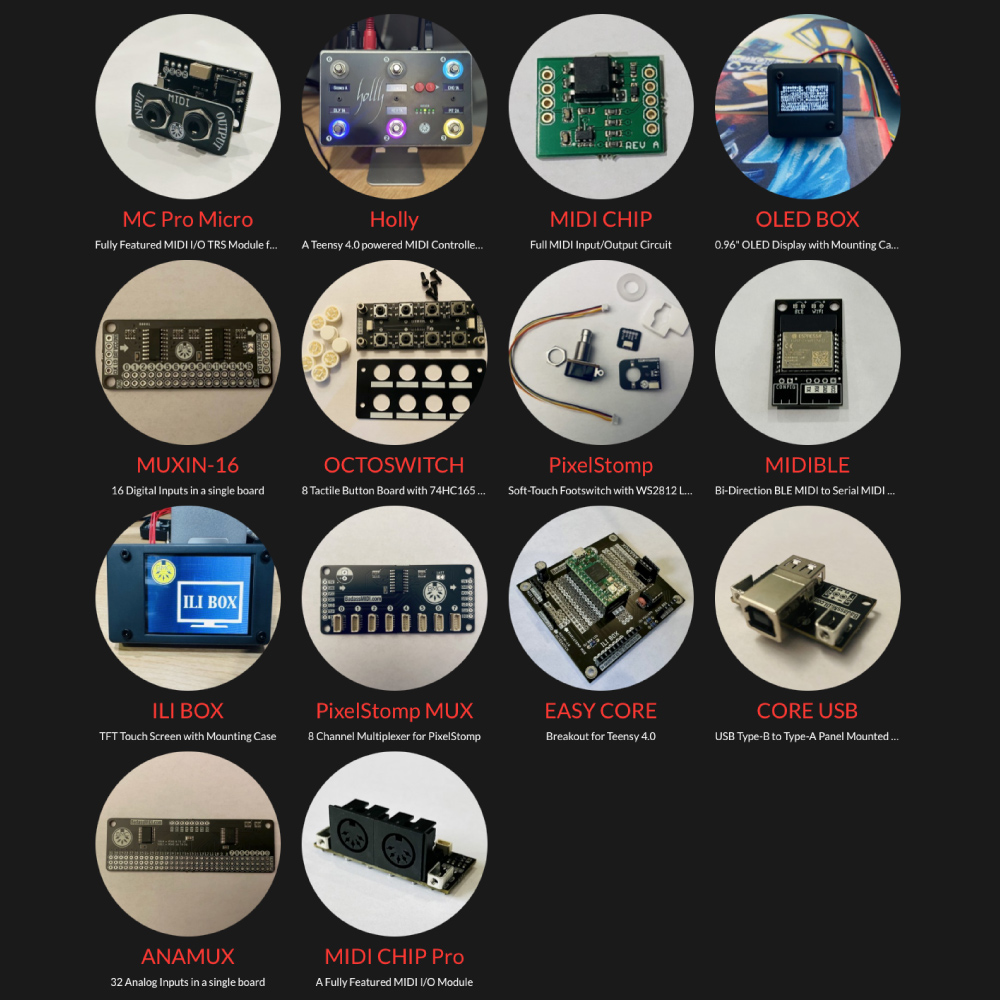 INPUT
MIDI
OUTPUT
holly
REV A
MC Pro Micro
Fully Featured MIDI I/O TRS Module f...
Holly
A Teensy 4.0 powered MIDI Controlle...
MIDI CHIP
Full MIDI Input/Output Circuit
OLED BOX
0.96" OLED Display with Mounting Ca...
BLE
WIFI
CONFIG
MUXIN-16
16 Digital Inputs in a single board
OCTOSWITCH
8 Tactile Button Board with 74HC165 ...
PixelStomp
Soft-Touch Footswitch with WS2812 L...
MIDIBLE
Bi-Direction BLE MIDI to Serial MIDI ...
ILI BOX
ILI BOX
ILI BOX
TFT Touch Screen with Mounting Case
PixelStomp MUX
8 Channel Multiplexer for PixelStomp
EASY CORE
Breakout for Teensy 4.0
CORE USB
USB Type-B to Type-A Panel Mounted ...
ANAMUX
32 Analog Inputs in a single board
MIDI CHIP Pro
A Fully Featured MIDI I/O Module